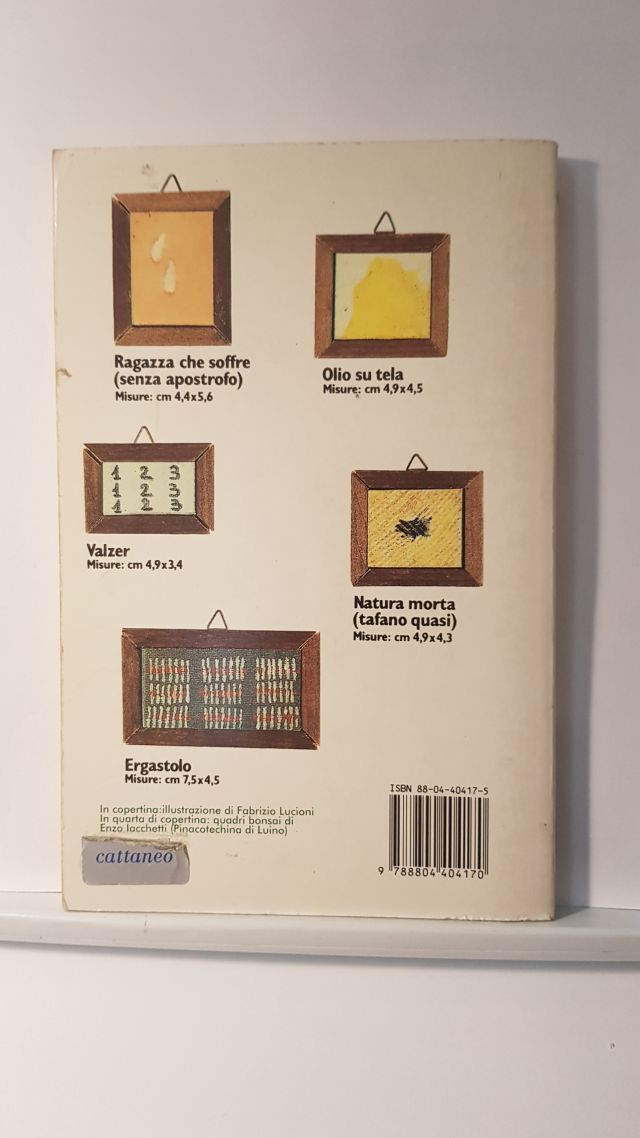 Ragazza che soffre
(senza apostrofo)
Misure: cm 4,4x5,6
Olio su tela
Misure: cm 4,9x4,5
1 2 3
1 2 3
1 2 3
Valzer
Misure: cm 4,9x3,4
Natura morta
(tafano quasi)
Misure: cm 4,9x4,3
Ergastolo
Misure: cm 7,5x4,5
In copertina:illustrazione di Fabrizio Lucioni
In quarta di copertina: quadri bonsai di
Enzo Iacchetti (Pinacotechina di Luino)
cattaneo
ISBN 88-04-40417-5
9 788804 404170